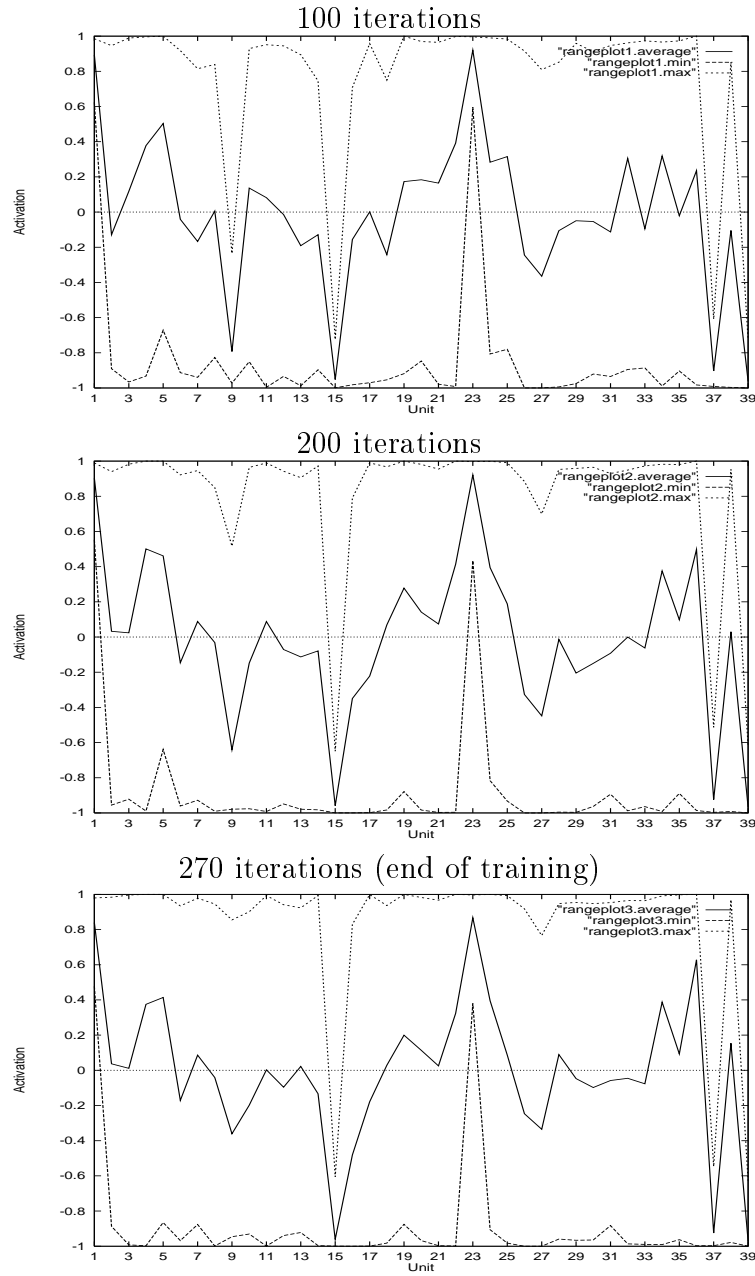 100 iterations
1
0.8
0.6
0.4
0.2
0
-0.2
-0.4
-0.6
-0.8
-1
Activation
"rangeplot1.average"
"rangeplot1.min"
"rangeplot1.max"
1 3 5 7 9 11 13 15 17 19 21 23 25 27 29 31 33 35 37 39
Unit
200 iterations
1
0.8
0.6
0.4
0.2
0
-0.2
-0.4
-0.6
-0.8
-1
Activation
"rangeplot2.average"
"rangeplot2.min"
"rangeplot2.max"
1 3 5 7 9 11 13 15 17 19 21 23 25 27 29 31 33 35 37 39
Unit
270 iterations (end of training)
1
0.8
0.6
0.4
0.2
0
-0.2
-0.4
-0.6
-0.8
-1
Activation
"rangeplot3.average"
"rangeplot3.min"
"rangeplot3.max"
1 3 5 7 9 11 13 15 17 19 21 23 25 27 29 31 33 35 37 39
Unit